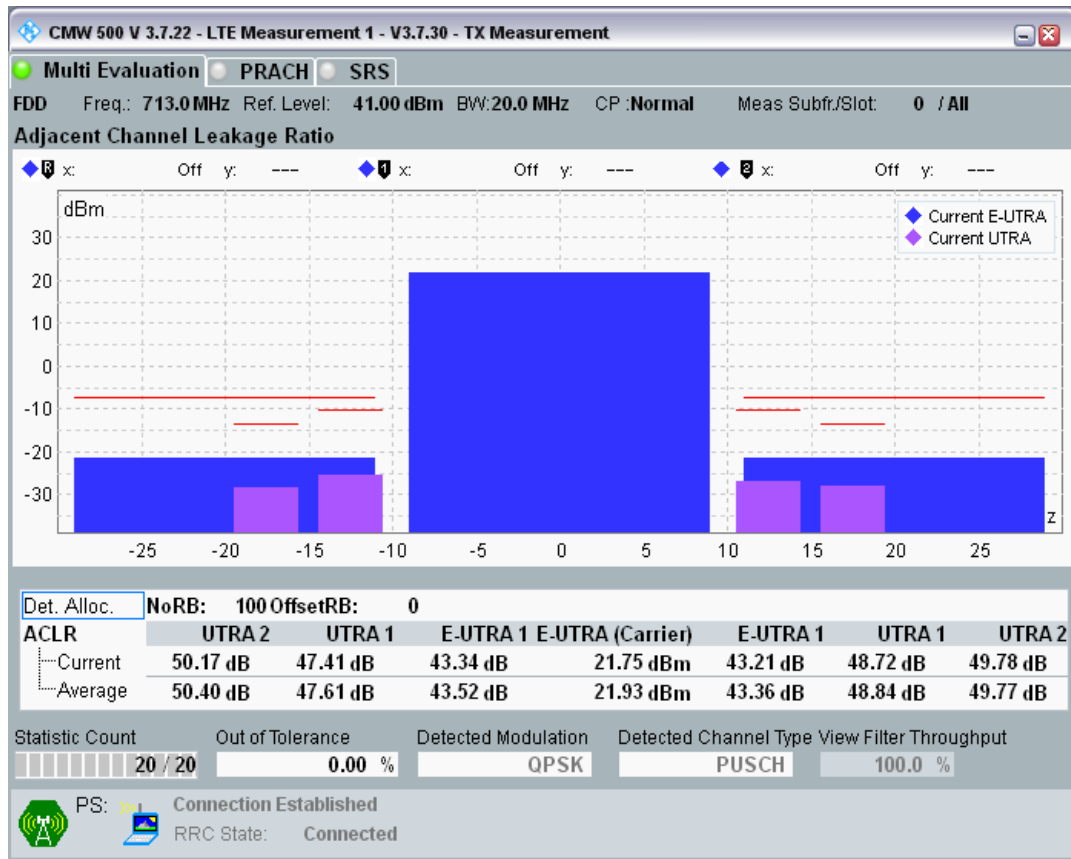 CMW 500 V 3.7.22 - LTE Measurement 1 - V3.7.30 - TX Measurement
Multi Evaluation PRACH SRS
FDD Freq.: 713.0 MHz Ref. Level: 41.00 dBm BW:20.0 MHz CP :Normal Meas Subfr./Slot: 0 / All
Adjacent Channel Leakage Ratio
R x: Off y: --- 1 x: Off y: --- 2 x: Off y: ---
dBm
Current E-UTRA
Current UTRA
30
20
10
0
-10
-20
-30
z
-25 -20 -15 -10 -5 0 5 10 15 20 25
Det. Alloc. NoRB: 100 OffsetRB: 0
ACLR UTRA 2 UTRA 1 E-UTRA 1 E-UTRA (Carrier) E-UTRA 1 UTRA 1 UTRA 2
Current 50.17 dB 47.41 dB 43.34 dB 21.75 dBm 43.21 dB 48.72 dB 49.78 dB
Average 50.40 dB 47.61 dB 43.52 dB 21.93 dBm 43.36 dB 48.84 dB 49.77 dB
Statistic Count Out of Tolerance Detected Modulation Detected Channel Type View Filter Throughput
20 / 20 0.00 % QPSK PUSCH 100.0 %
PS: Connection Established
RRC State: Connected